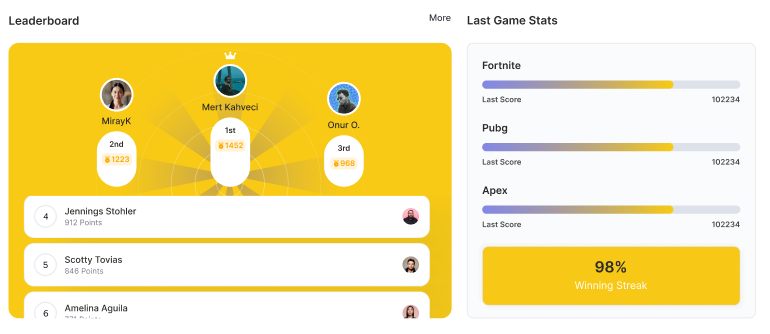 Leaderboard
More
MirayK
Mert Kahveci
Onur O.
2nd
1223
1st
1452
3rd
968
4
Jennings Stohler
912 Points
5
Scotty Tovias
846 Points
6
Amelina Aguila
771 Points
Last Game Stats
Fortnite
Last Score
102234
Pubg
Last Score
102234
Apex
Last Score
102234
98%
Winning Streak